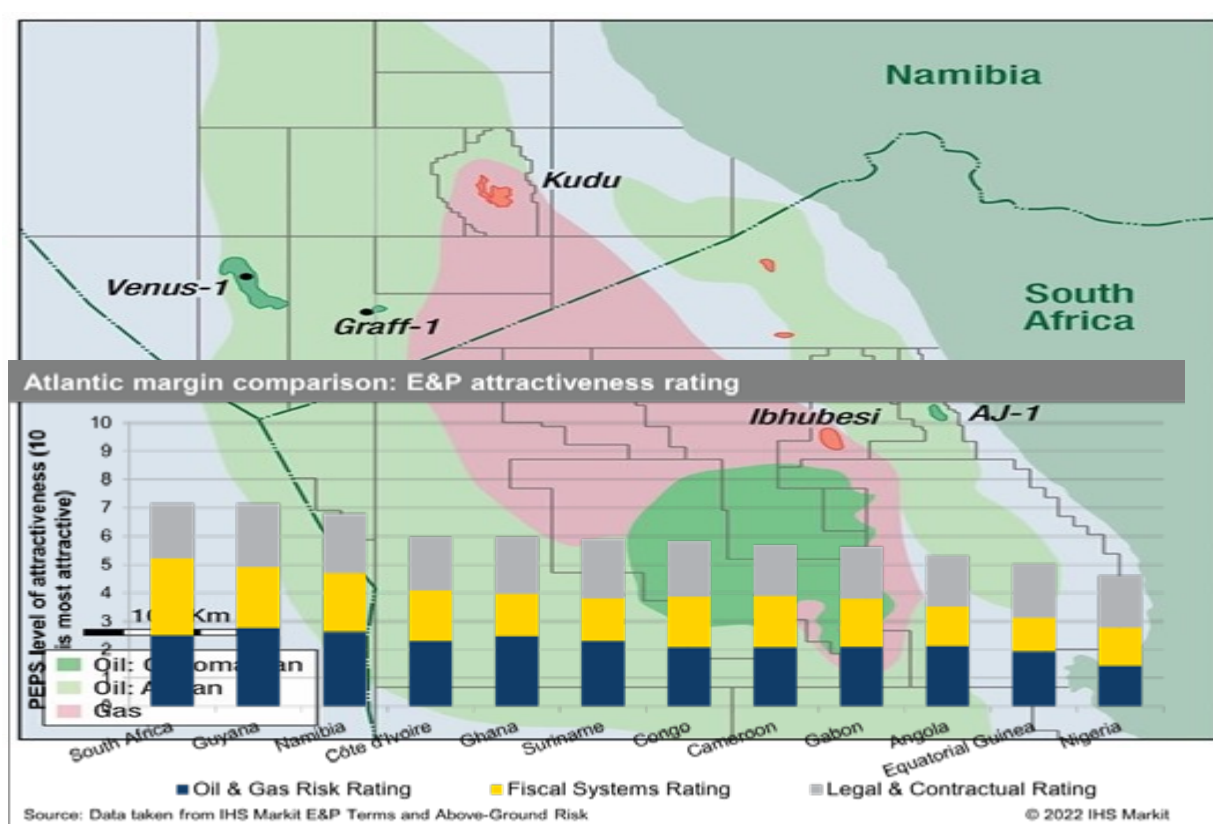 Namibia
Kudu
Venus-1
Graff-1
South
Africa
Atlantic margin comparison: E&P attractiveness rating
Ibhubesi
AJ-1
PEPS level of attractiveness (10
is most attractive)
10
9
8
7
6
5
4
3
2
1
0
Km
Oil:
Oil:
Gas
South Africa
Guyana
Namibia
Côte d'Ivoire
Ghana
Suriname
Congo
Cameroon
Gabon
Angola
Equatorial Guinea
Nigeria
Oil & Gas Risk Rating
Fiscal Systems Rating
Legal & Contractual Rating
Source: Data taken from IHS Markit E&P Terms and Above-Ground Risk
© 2022 IHS Markit